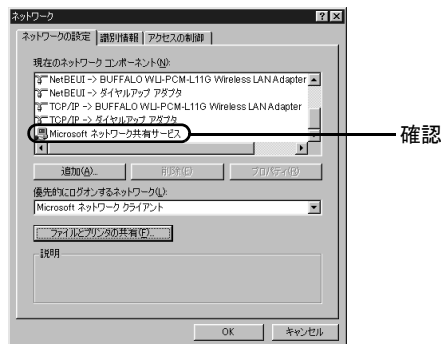 ネットワーク
ネットワークの設定 識別情報 アクセスの制御
現在のネットワーク コンポーネント(N):
NetBEUI -> BUFFALO WLI-PCM-L11G Wireless LAN Adapter
NetBEUI -> ダイヤルアップ アダプタ
TCP/IP -> BUFFALO WLI-PCM-L11G Wireless LAN Adapter
TCP/IP -> ダイヤルアップ アダプタ
Microsoft ネットワーク共有サービス
確認
追加(A)... 削除(E) プロパティ(R)
優先的にログオンするネットワーク(L):
Microsoft ネットワーク クライアント
ファイルとプリンタの共有(F)...
説明
OK キャンセル